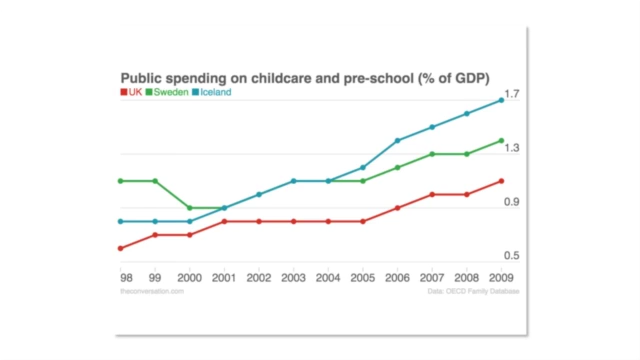 Public spending on childcare and pre-school (% of GDP)
UK Sweden Iceland
1.7
1.3
0.9
0.5
98 99 2000 2001 2002 2003 2004 2005 2006 2007 2008 2009
theconversation.com Data: OECD Family Database